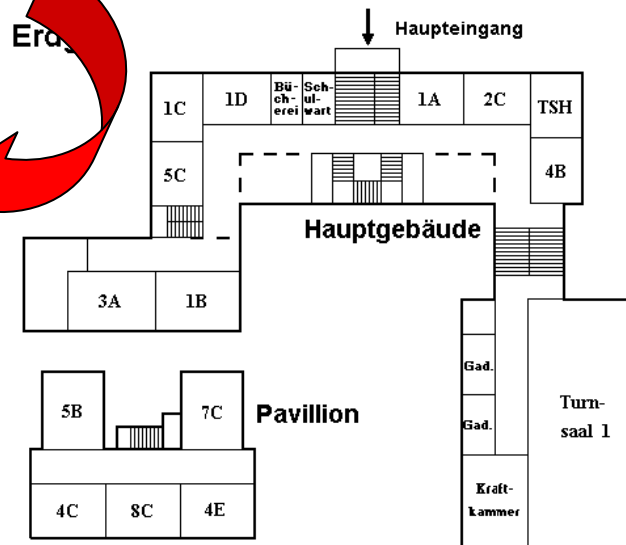 Haupteingang
1C
1D
Bü-
ch-
erei
Sch-
ul-
wart
1A
2C
TSH
5C
4B
Hauptgebäude
3A
1B
5B
7C
Pavillion
4C
8C
4E
Gad.
Gad.
Kraft-
kammer
Turn-
saal 1